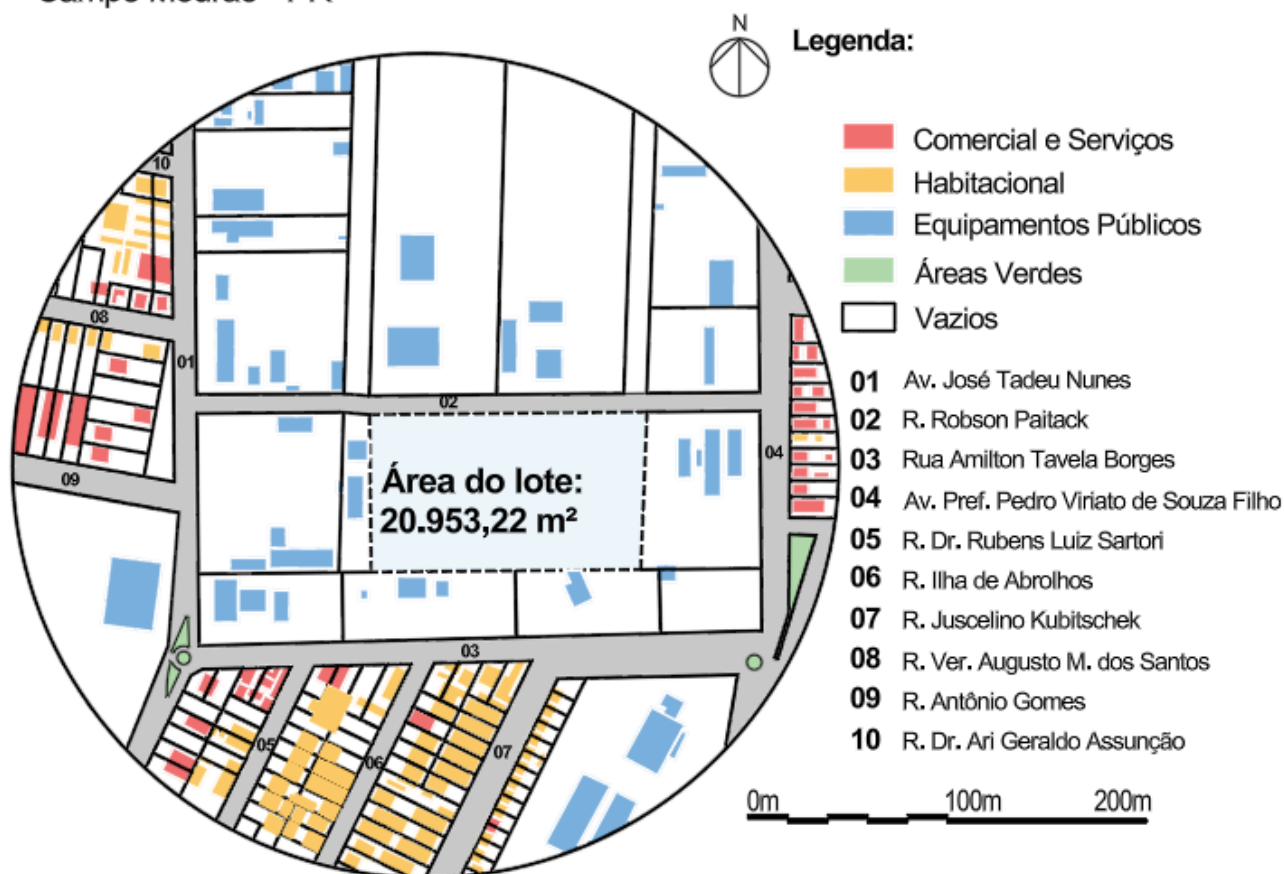 N
Legenda:
Comercial e Serviços
Habitacional
Equipamentos Públicos
Áreas Verdes
Vazios
01 Av. José Tadeu Nunes
02 R. Robson Paitack
03 Rua Amilton Tavela Borges
04 Av. Pref. Pedro Viriato de Souza Filho
05 R. Dr. Rubens Luiz Sartori
06 R. Ilha de Abrolhos
07 R. Juscelino Kubitschek
08 R. Ver. Augusto M. dos Santos
09 R. Antônio Gomes
10 R. Dr. Ari Geraldo Assunção
0m 100m 200m
10
08
01
02
09
04
Área do lote:
20.953,22 m²
03
05
06
07